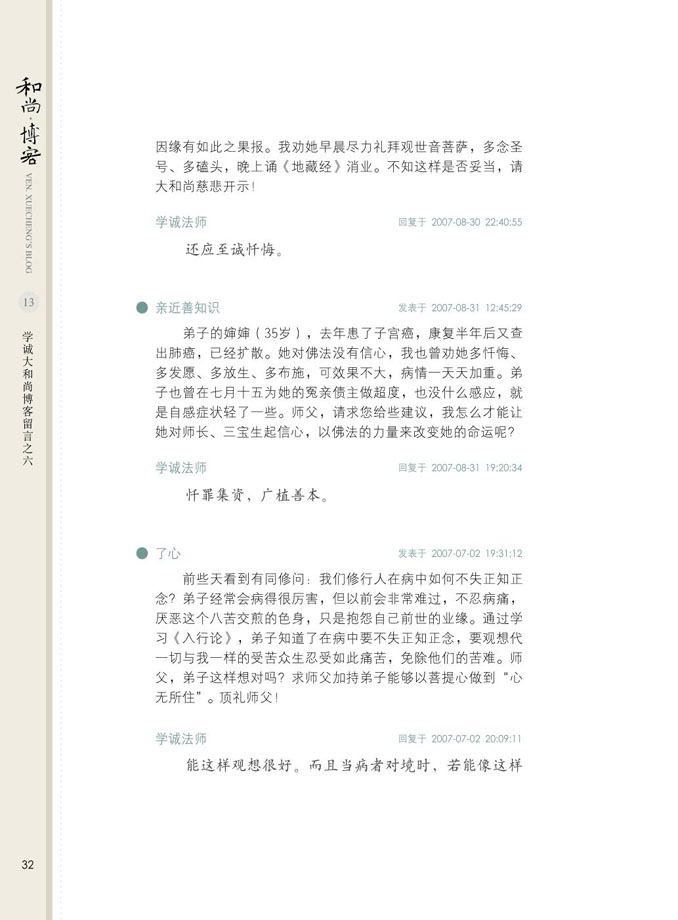 和尚·博客
VEN. XUECHENG'S BLOG
13
学诚大和尚博客留言之六
因缘有如此之果报。我劝她早晨尽力礼拜观世音菩萨，多念圣
号、多磕头，晚上诵《地藏经》消业。不知这样是否妥当，请
大和尚慈悲开示！
学诚法师 回复于 2007-08-30 22:40:55
还应至诚忏悔。
亲近善知识 发表于 2007-08-31 12:45:29
弟子的婶婶（35岁），去年患了子宫癌，康复半年后又查
出肺癌，已经扩散。她对佛法没有信心，我也曾劝她多忏悔、
多发愿、多放生、多布施，可效果不大，病情一天天加重。弟
子也曾在七月十五为她的冤亲债主做超度，也没什么感应，就
是自感症状轻了一些。师父，请求您给些建议，我怎么才能让
她对师长、三宝生起信心，以佛法的力量来改变她的命运呢？
学诚法师 回复于 2007-08-31 19:20:34
忏罪集资，广植善本。
了心 发表于 2007-07-02 19:31:12
前些天看到有同修问：我们修行人在病中如何不失正知正
念？弟子经常会病得很厉害，但以前会非常难过，不忍病痛，
厌恶这个八苦交煎的色身，只是抱怨自己前世的业缘。通过学
习《入行论》，弟子知道了在病中要不失正知正念，要观想代
一切与我一样的受苦众生忍受如此痛苦，免除他们的苦难。师
父，弟子这样想对吗？求师父加持弟子能够以菩提心做到“心
无所住”。顶礼师父！
学诚法师 回复于 2007-07-02 20:09:11
能这样观想很好。而且当病者对境时，若能像这样
32